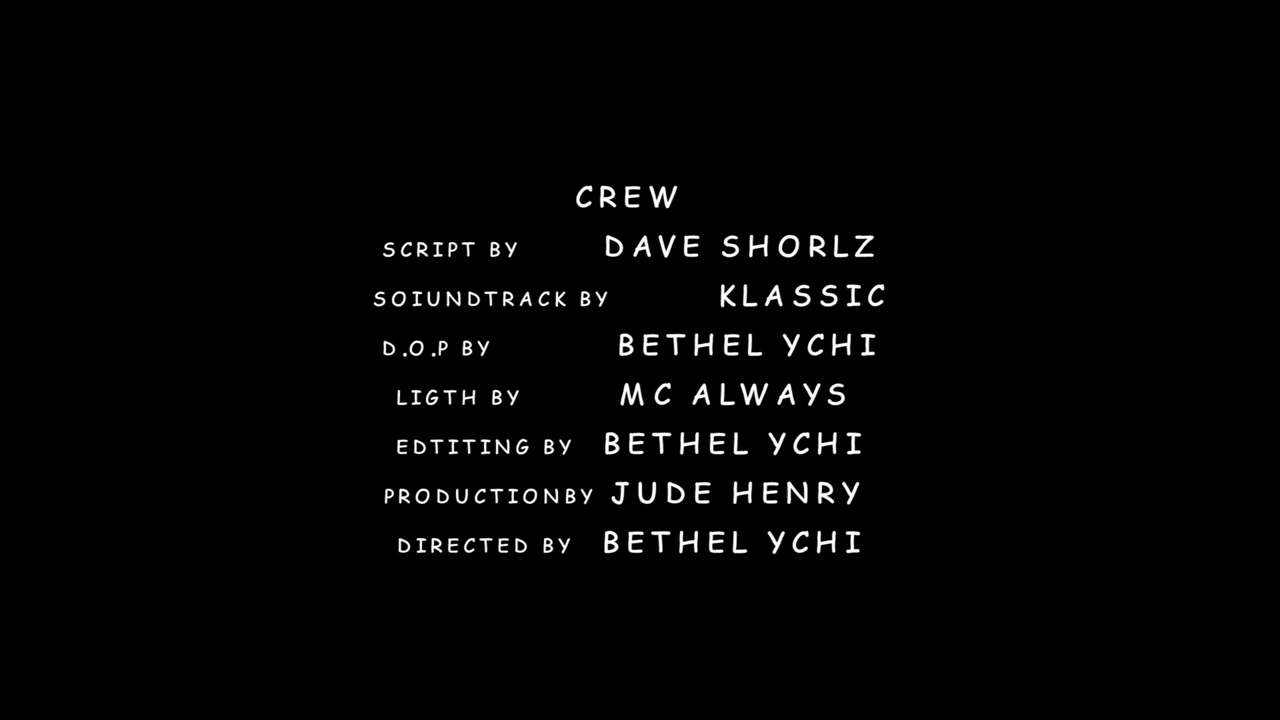 CREW
SCRIPT BY DAVE SHORLZ
SOIUNDTRACK BY KLASSIC
D.O.P BY BETHEL YCHI
LIGTH BY MC ALWAYS
EDTITING BY BETHEL YCHI
PRODUCTIONBY JUDE HENRY
DIRECTED BY BETHEL YCHI